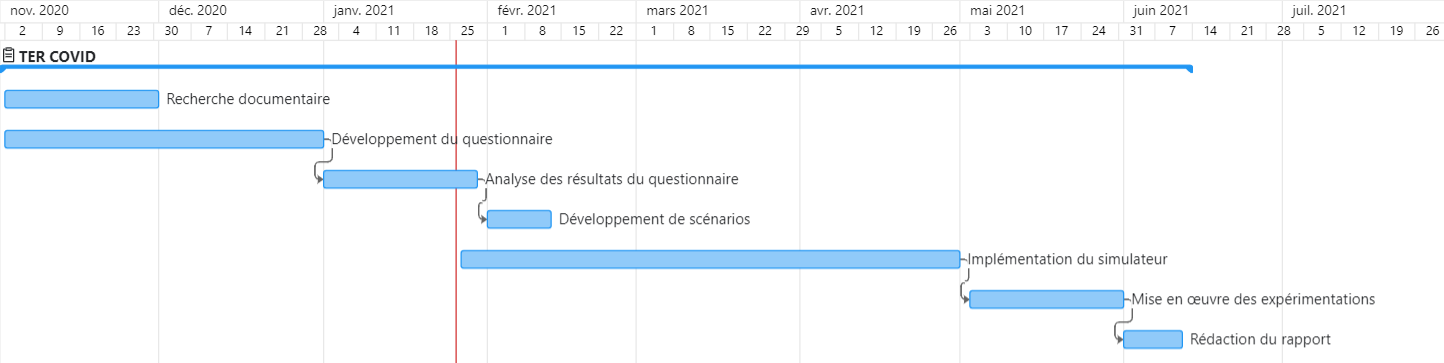 nov. 2020 déc. 2020 janv. 2021 févr. 2021 mars 2021 avr. 2021 mai 2021 juin 2021 juil. 2021
2 9 16 23 30 7 14 21 28 4 11 18 25 1 8 15 22 1 8 15 22 29 5 12 19 26 3 10 17 24 31 7 14 21 28 5 12 19 26
TER COVID
Recherche documentaire
Développement du questionnaire
Analyse des résultats du questionnaire
Développement de scénarios
Implémentation du simulateur
Mise en œuvre des expérimentations
Rédaction du rapport